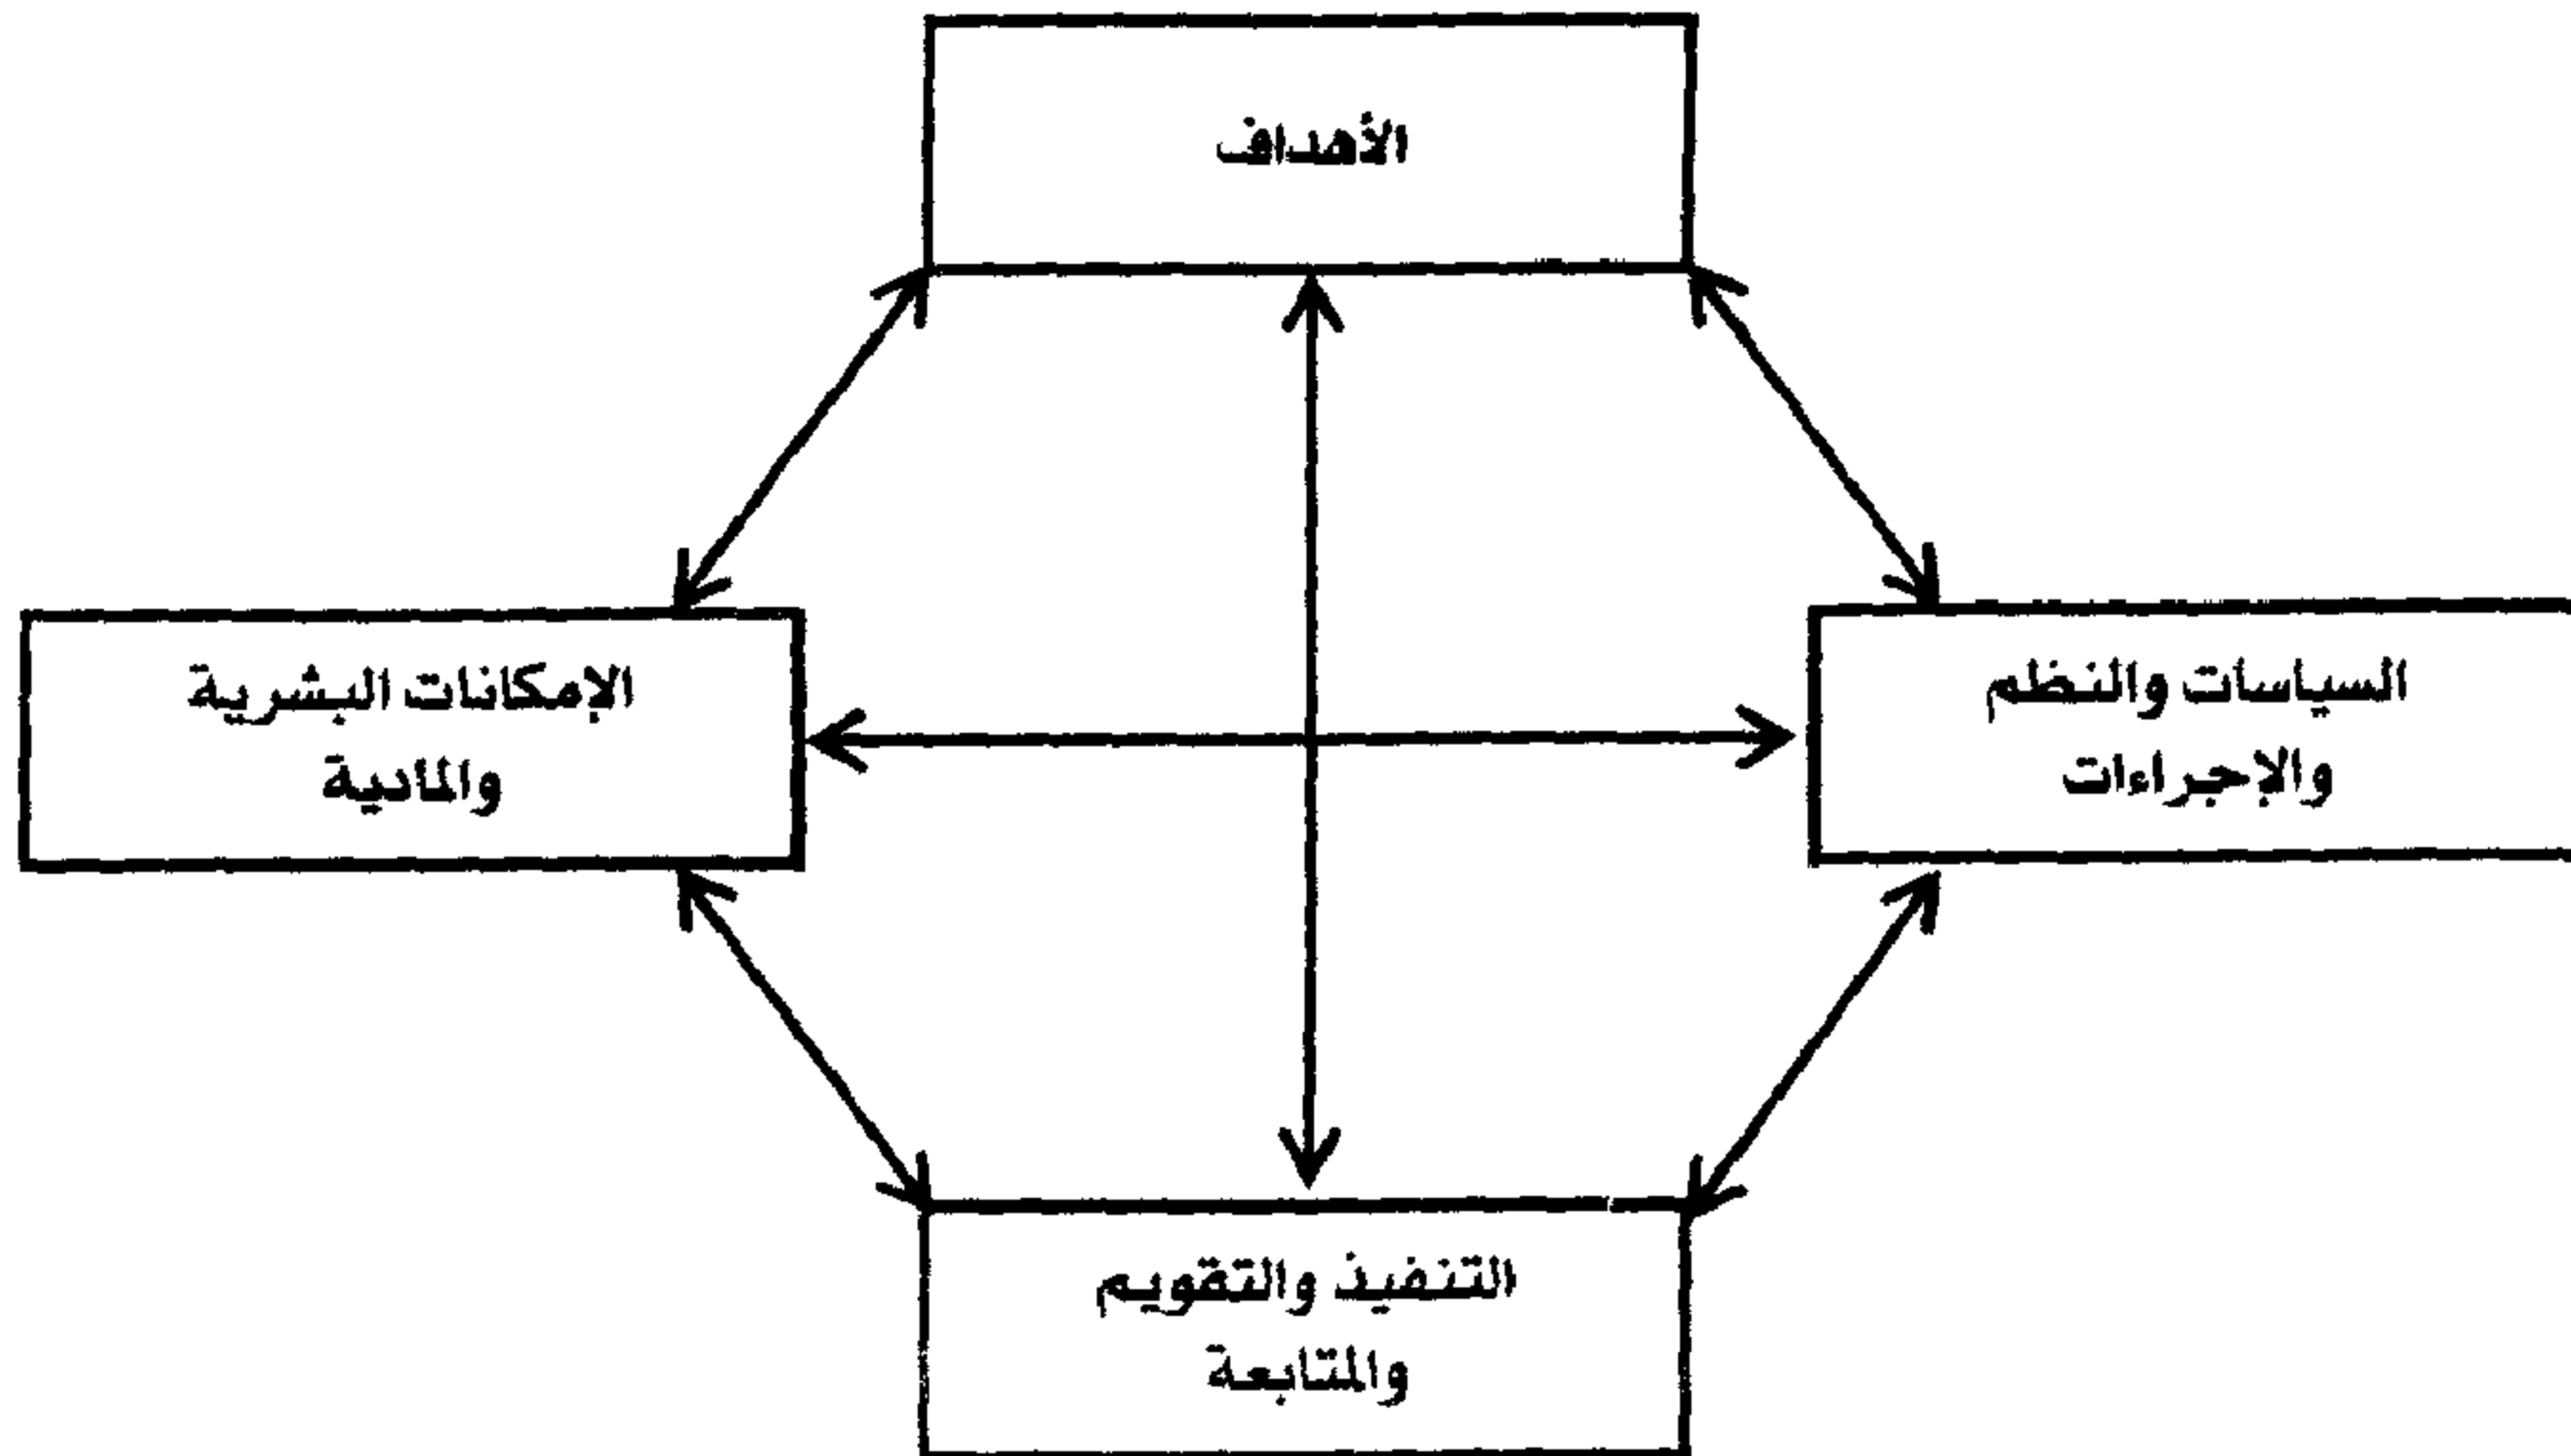 الأهداف
السياسات والنظم
والإجراءات
الإمكانات البشرية
والمادية
التنفيذ والتقويم
والمتابعة